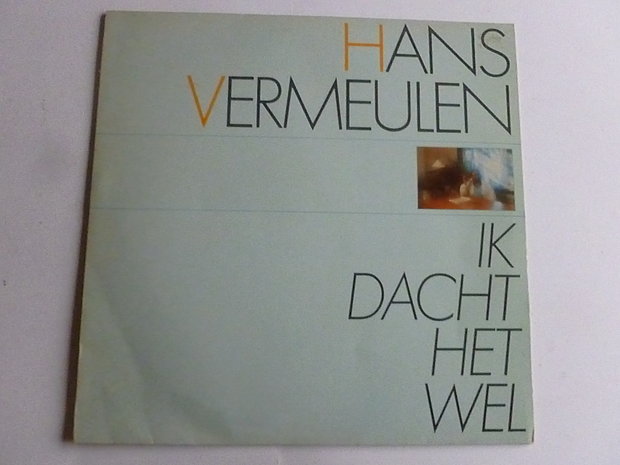 HANS
VERMEULEN
IK
DACHT
HET
WEL